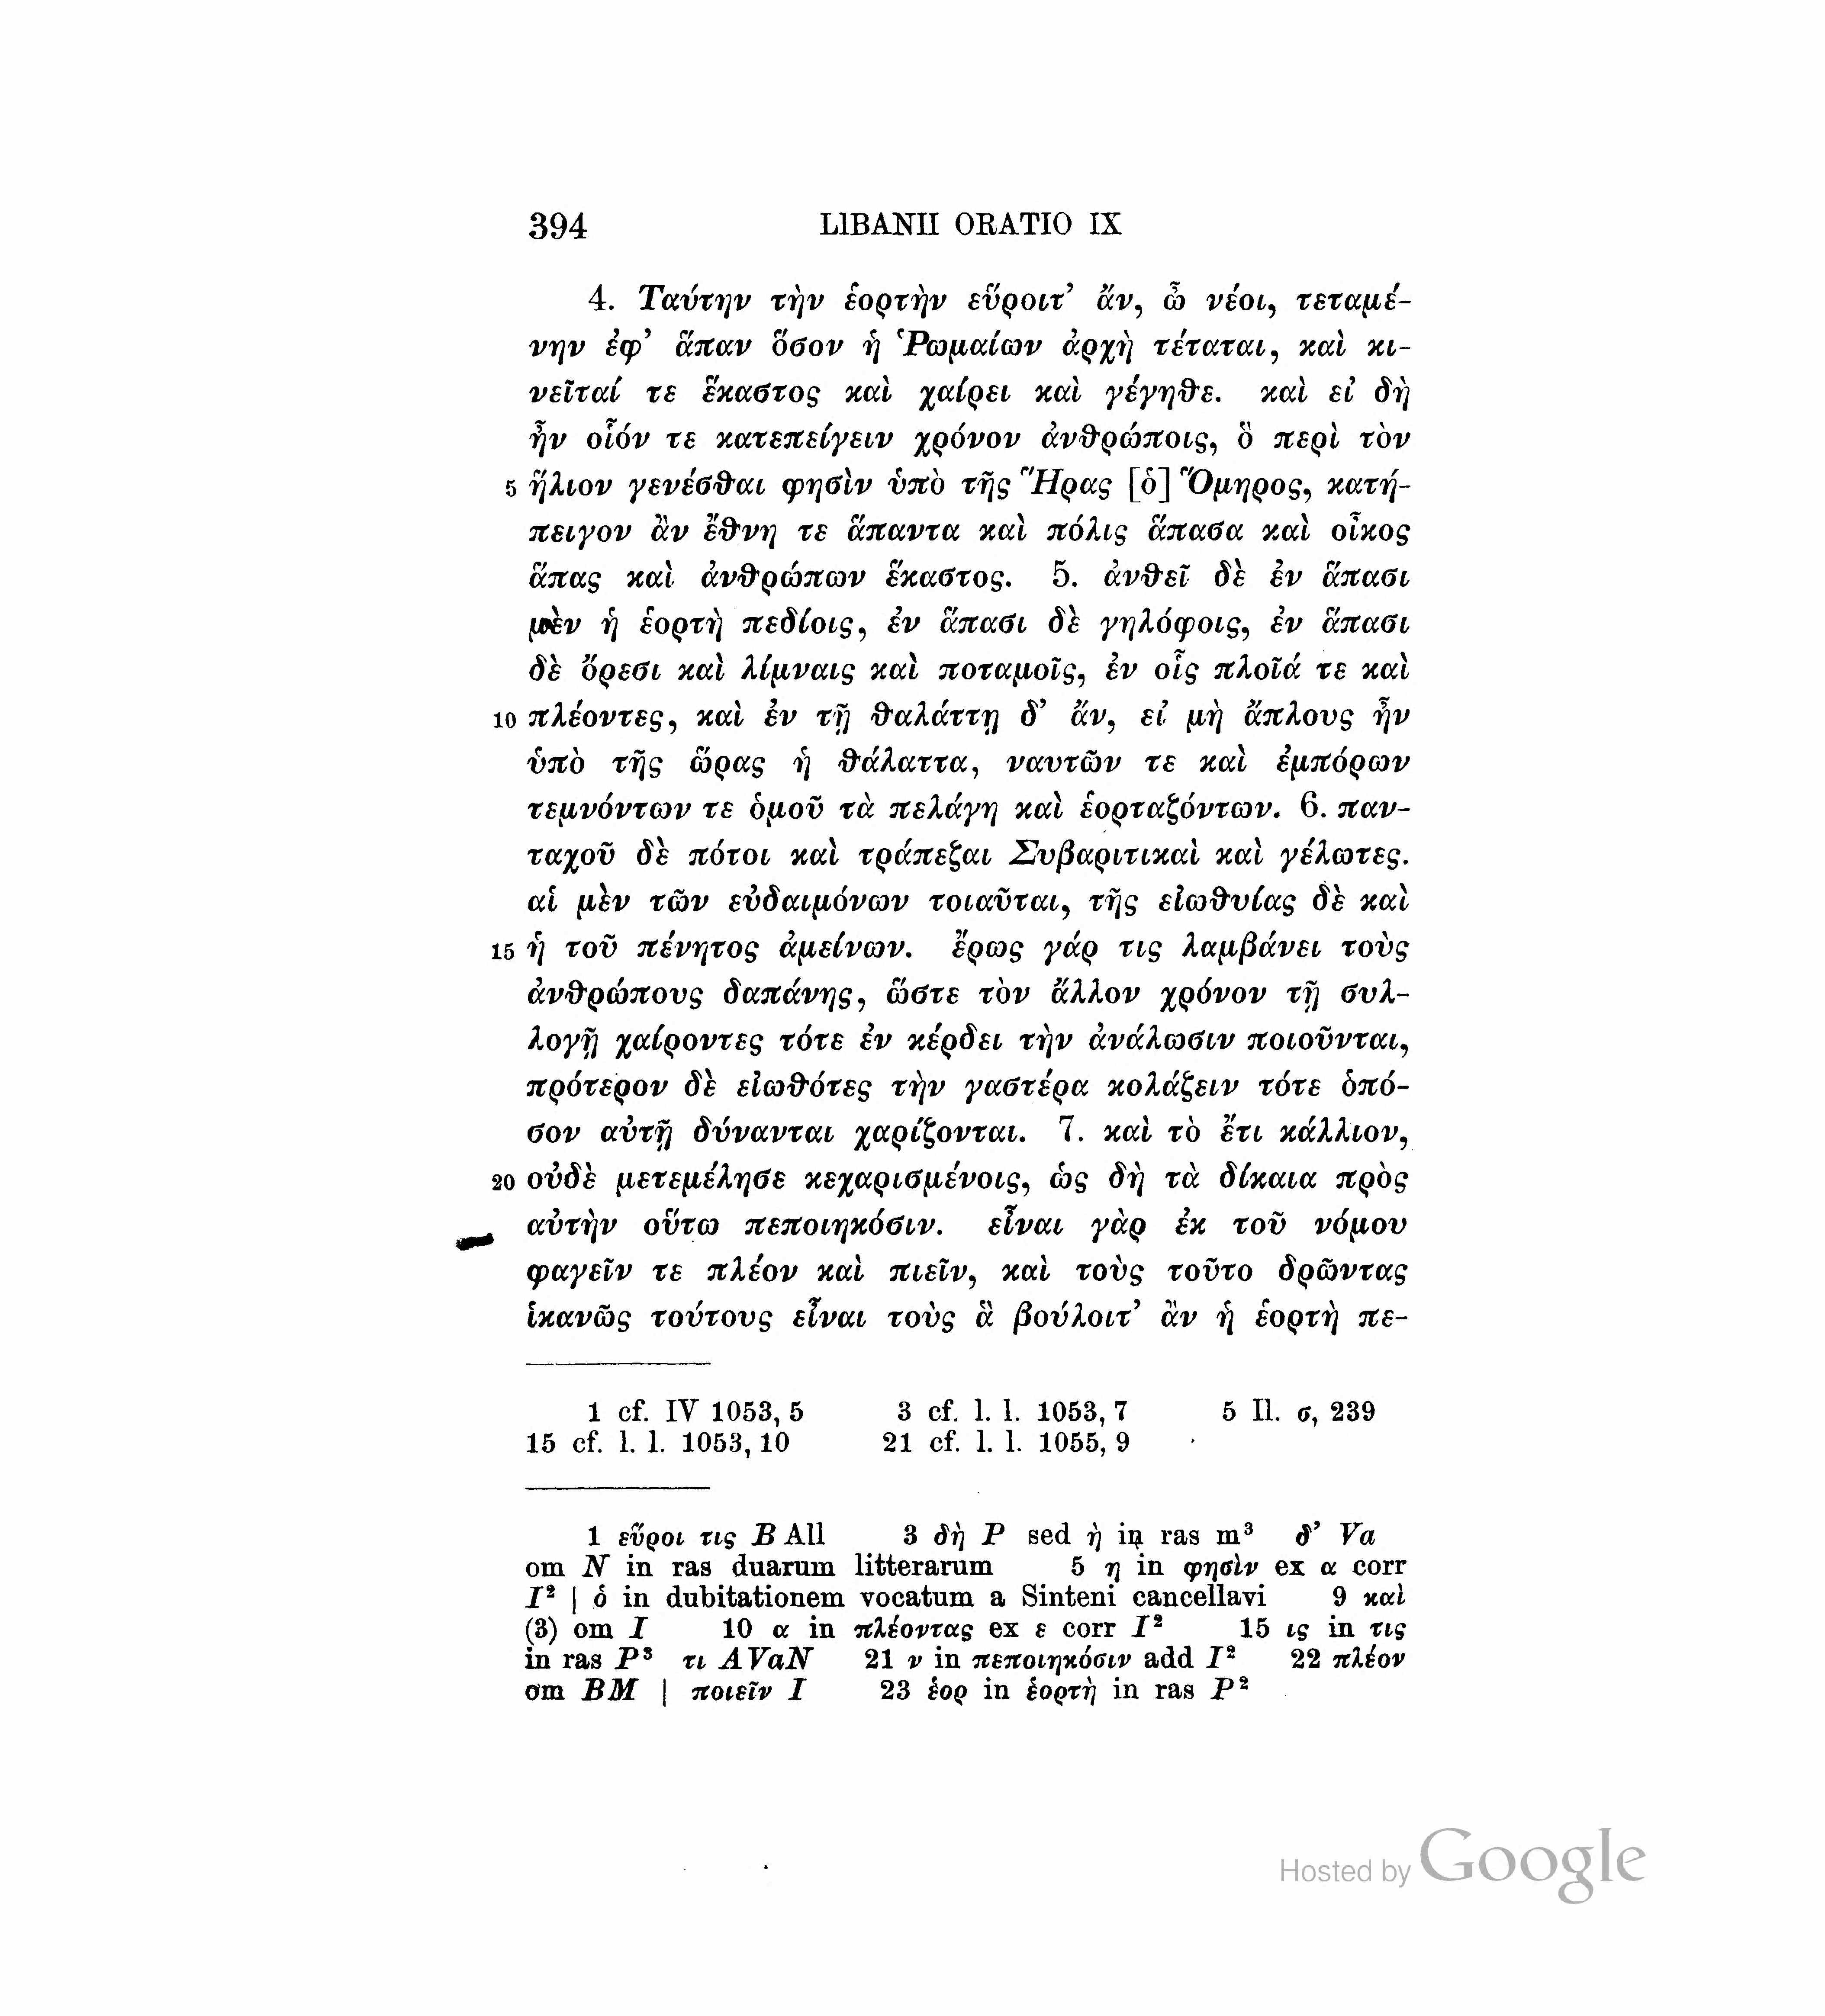 394 LIBANII ORATIO IX
4. Ταύτην τὴν ἑορτὴν εὕροιτ’ ἄν, ὦ νέοι, τεταμέ-
νην ἐφ’ ἅπαν ὅσον ἡ Ῥωμαίων ἀρχὴ τέταται, καὶ κι-
νεῖταί τε ἕκαστος καὶ χαίρει καὶ γέγηθε. καὶ εἰ δὴ
ἦν οἷόν τε κατεπείγειν χρόνον ἀνθρώποις, ὃ περὶ τὸν
5 ἥλιον γενέσθαι φησὶν ὑπὸ τῆς Ἥρας [ὁ] Ὅμηρος, κατή-
πειγον ἂν ἔθνη τε ἅπαντα καὶ πόλις ἅπασα καὶ οἶκος
ἅπας καὶ ἀνθρώπων ἕκαστος. 5. ἀνθεῖ δὲ ἐν ἅπασι
μὲν ἡ ἑορτὴ πεδίοις, ἐν ἅπασι δὲ γηλόφοις, ἐν ἅπασι
δὲ ὄρεσι καὶ λίμναις καὶ ποταμοῖς, ἐν οἷς πλοῖά τε καὶ
10 πλέοντες, καὶ ἐν τῇ θαλάττῃ δ’ ἄν, εἰ μὴ ἄπλους ἦν
ὑπὸ τῆς ὥρας ἡ θάλαττα, ναυτῶν τε καὶ ἐμπόρων
τεμνόντων τε ὁμοῦ τὰ πελάγη καὶ ἑορταζόντων. 6. παν-
ταχοῦ δὲ πότοι καὶ τράπεζαι Συβαριτικαὶ καὶ γέλωτες.
αἱ μὲν τῶν εὐδαιμόνων τοιαῦται, τῆς εἰωθυίας δὲ καὶ
15 ἡ τοῦ πένητος ἀμείνων. ἔρως γάρ τις λαμβάνει τοὺς
ἀνθρώπους δαπάνης, ὥστε τὸν ἄλλον χρόνον τῇ συλ-
λογῇ χαίροντες τότε ἐν κέρδει τὴν ἀνάλωσιν ποιοῦνται,
πρότερον δὲ εἰωθότες τὴν γαστέρα κολάζειν τότε ὁπό-
σον αὐτῇ δύνανται χαρίζονται. 7. καὶ τὸ ἔτι κάλλιον,
20 οὐδὲ μετεμέλησε κεχαρισμένοις, ὡς δὴ τὰ δίκαια πρὸς
αὐτὴν οὕτω πεποιηκόσιν. εἶναι γὰρ ἐκ τοῦ νόμου
φαγεῖν τε πλέον καὶ πιεῖν, καὶ τοὺς τοῦτο δρῶντας
ἱκανῶς τούτους εἶναι τοὺς ἃ βούλοιτ’ ἂν ἡ ἑορτὴ πε-
1 cf. IV 1053, 5 3 cf. l. l. 1053, 7 5 Il. σ, 239
15 cf. l. l. 1053, 10 21 cf. l. l. 1055, 9
1 εὕροι τις B All 3 δὴ P sed ὴ in ras m³ δ’ Va
om N in ras duarum litterarum 5 η in φησὶν ex α corr
I² | ὁ in dubitationem vocatum a Sinteni cancellavi 9 καὶ
(3) om I 10 α in πλέοντας ex ε corr I² 15 ις in τις
in ras P³ τι AVaN 21 ν in πεποιηκόσιν add I² 22 πλέον
om BM | ποιεῖν I 23 ἑορ in ἑορτὴ in ras P²
Hosted by Google